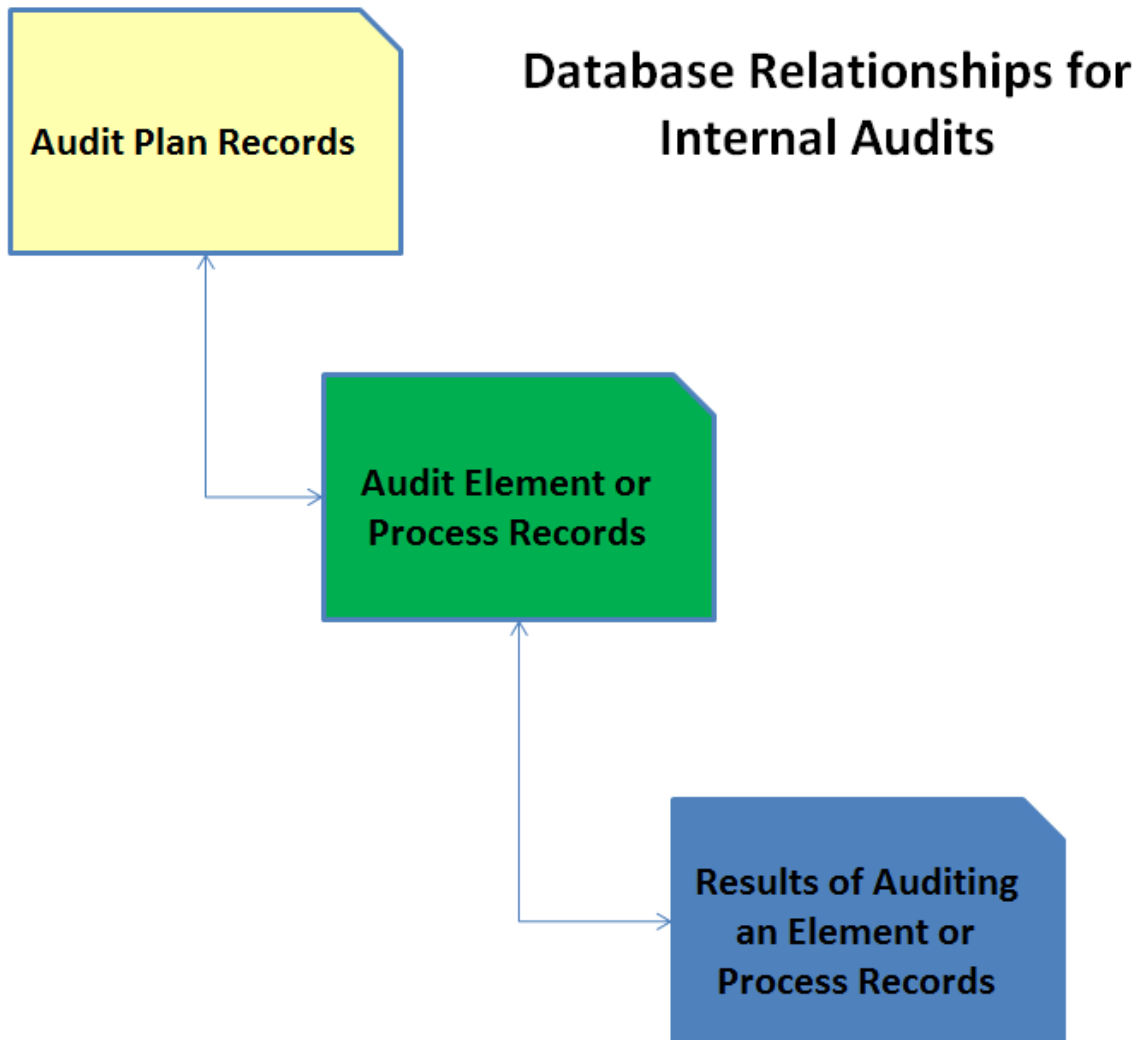 Database Relationships for
Internal Audits
Audit Plan Records
Audit Element or
Process Records
Results of Auditing
an Element or
Process Records